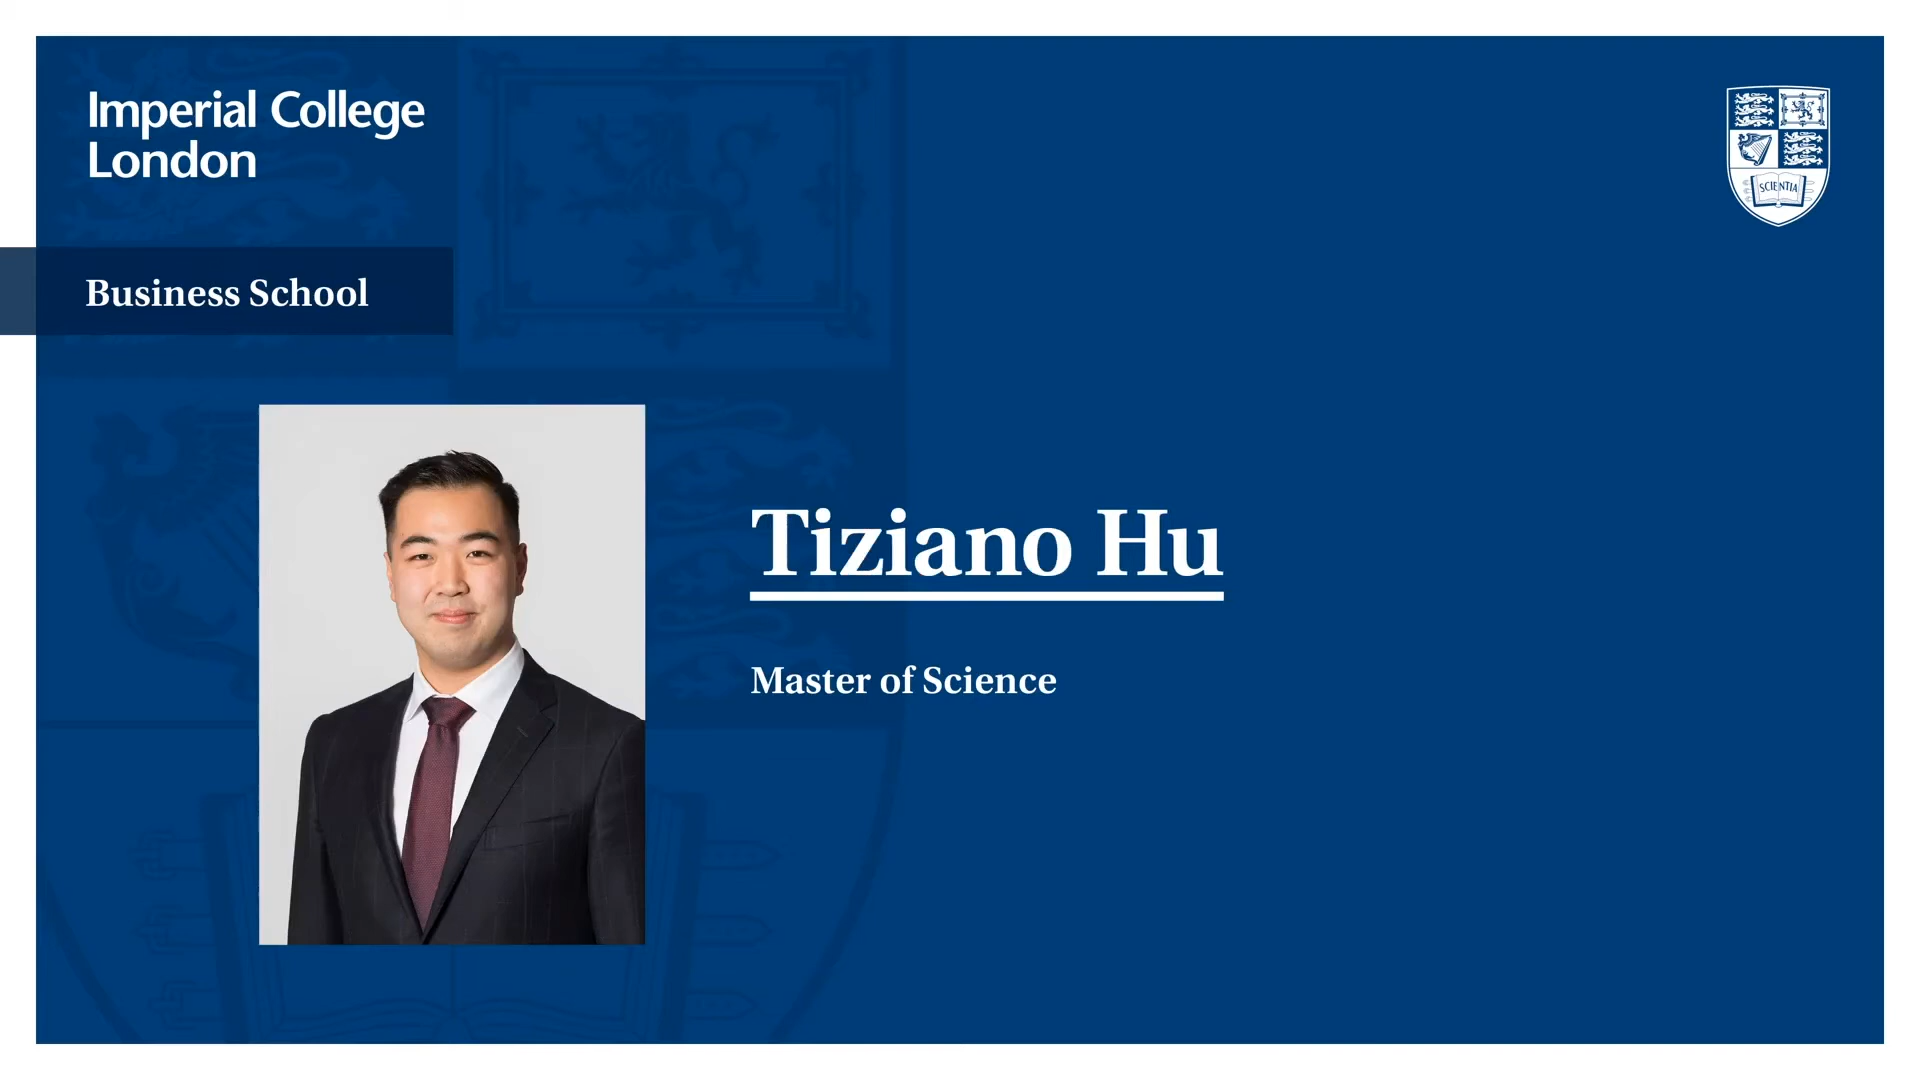 Imperial College
London
SCIENTIA
Business School
Tiziano Hu
Master of Science